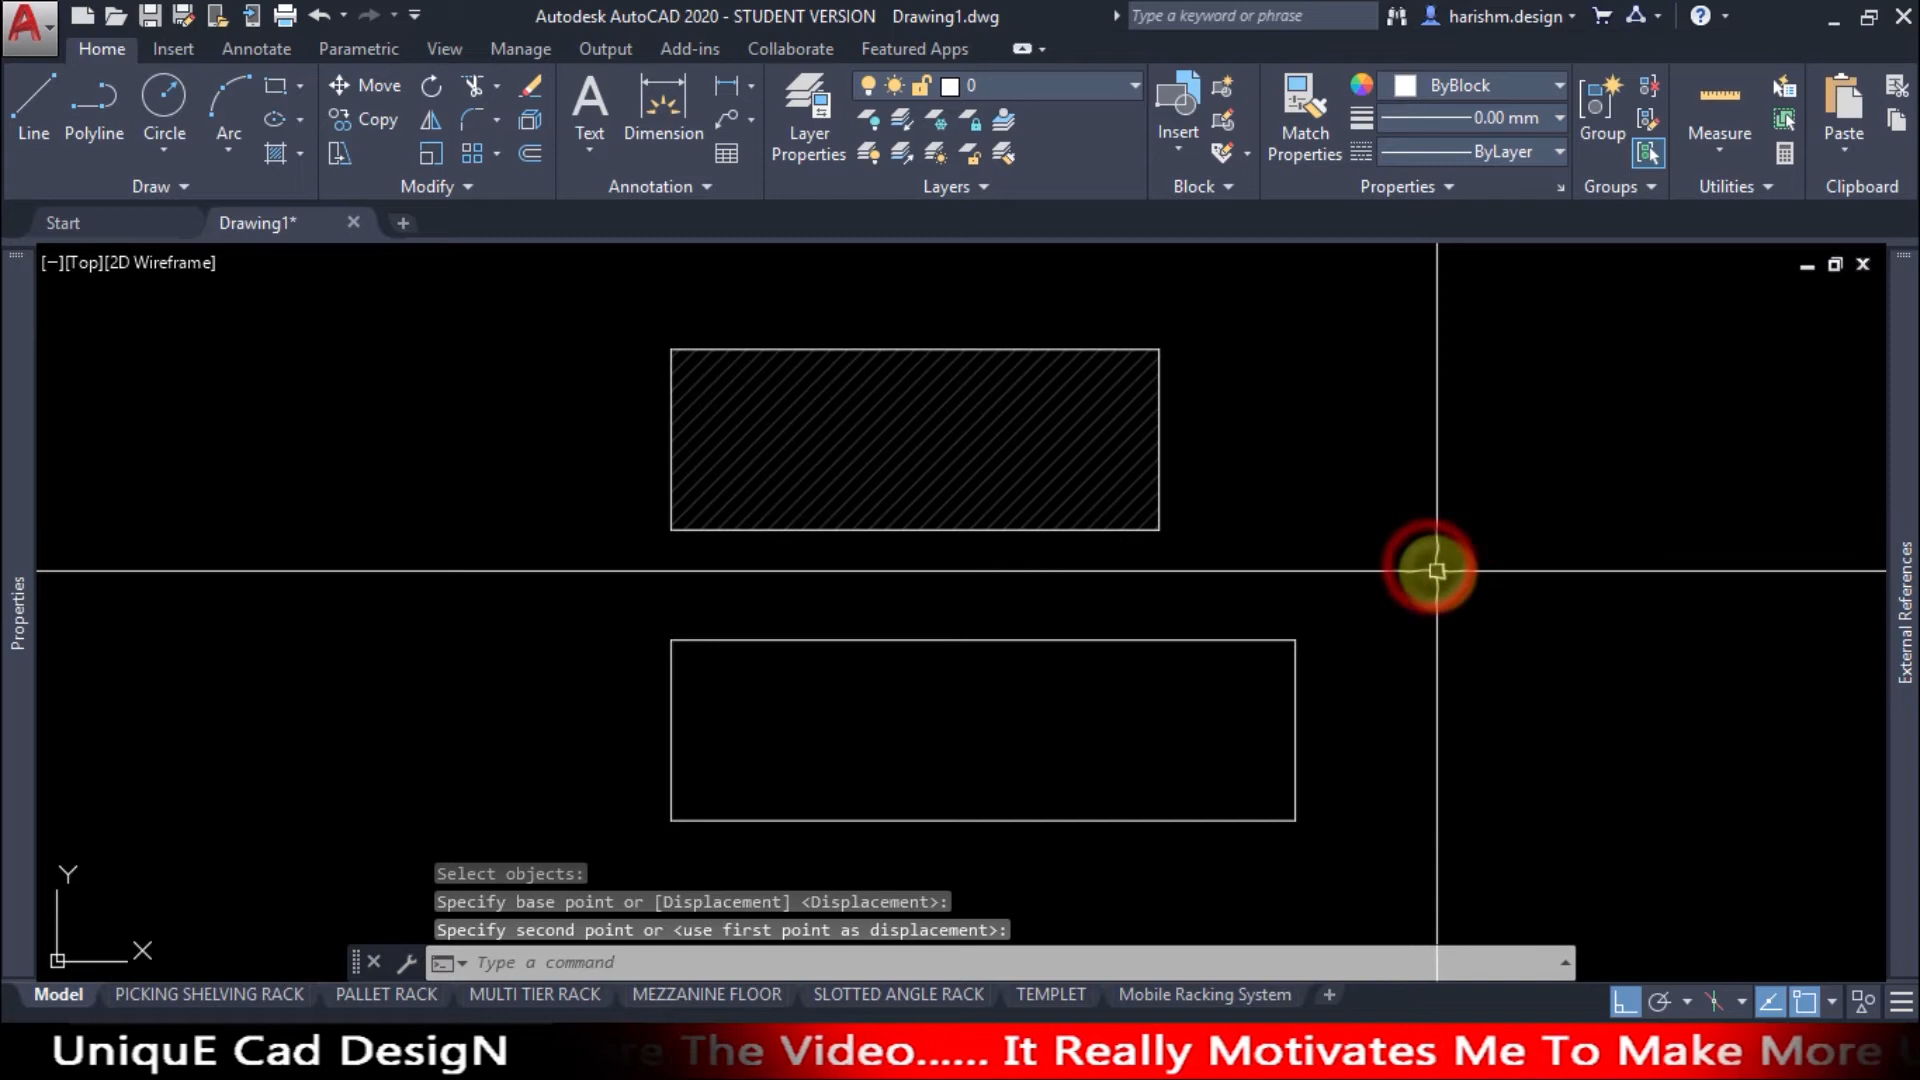 Autodesk AutoCAD 2020 - STUDENT VERSION Drawing1.dwg
Type a keyword or phrase
harishm.design
Home Insert Annotate Parametric View Manage Output Add-ins Collaborate Featured Apps
Line
Polyline
Circle
Arc
Draw
Move
Copy
Modify
Text
Dimension
Annotation
Layer
Properties
0
Layers
Insert
Block
Match
Properties
ByBlock
0.00 mm
ByLayer
Properties
Group
Groups
Measure
Utilities
Paste
Clipboard
Start
Drawing1*
[−][Top][2D Wireframe]
Properties
External References
Y
X
Select objects:
Specify base point or [Displacement] <Displacement>:
Specify second point or <use first point as displacement>:
Type a command
Model PICKING SHELVING RACK PALLET RACK MULTI TIER RACK MEZZANINE FLOOR SLOTTED ANGLE RACK TEMPLET Mobile Racking System
UniquE Cad DesigN
re The Video...... It Really Motivates Me To Make More